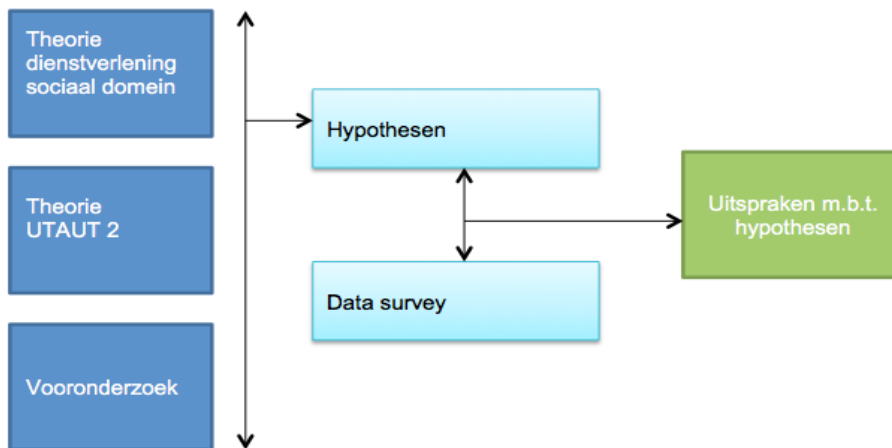 Theorie
dienstverlening
sociaal domein
Theorie
UTAUT 2
Vooronderzoek
Hypothesen
Data survey
Uitspraken m.b.t.
hypothesen